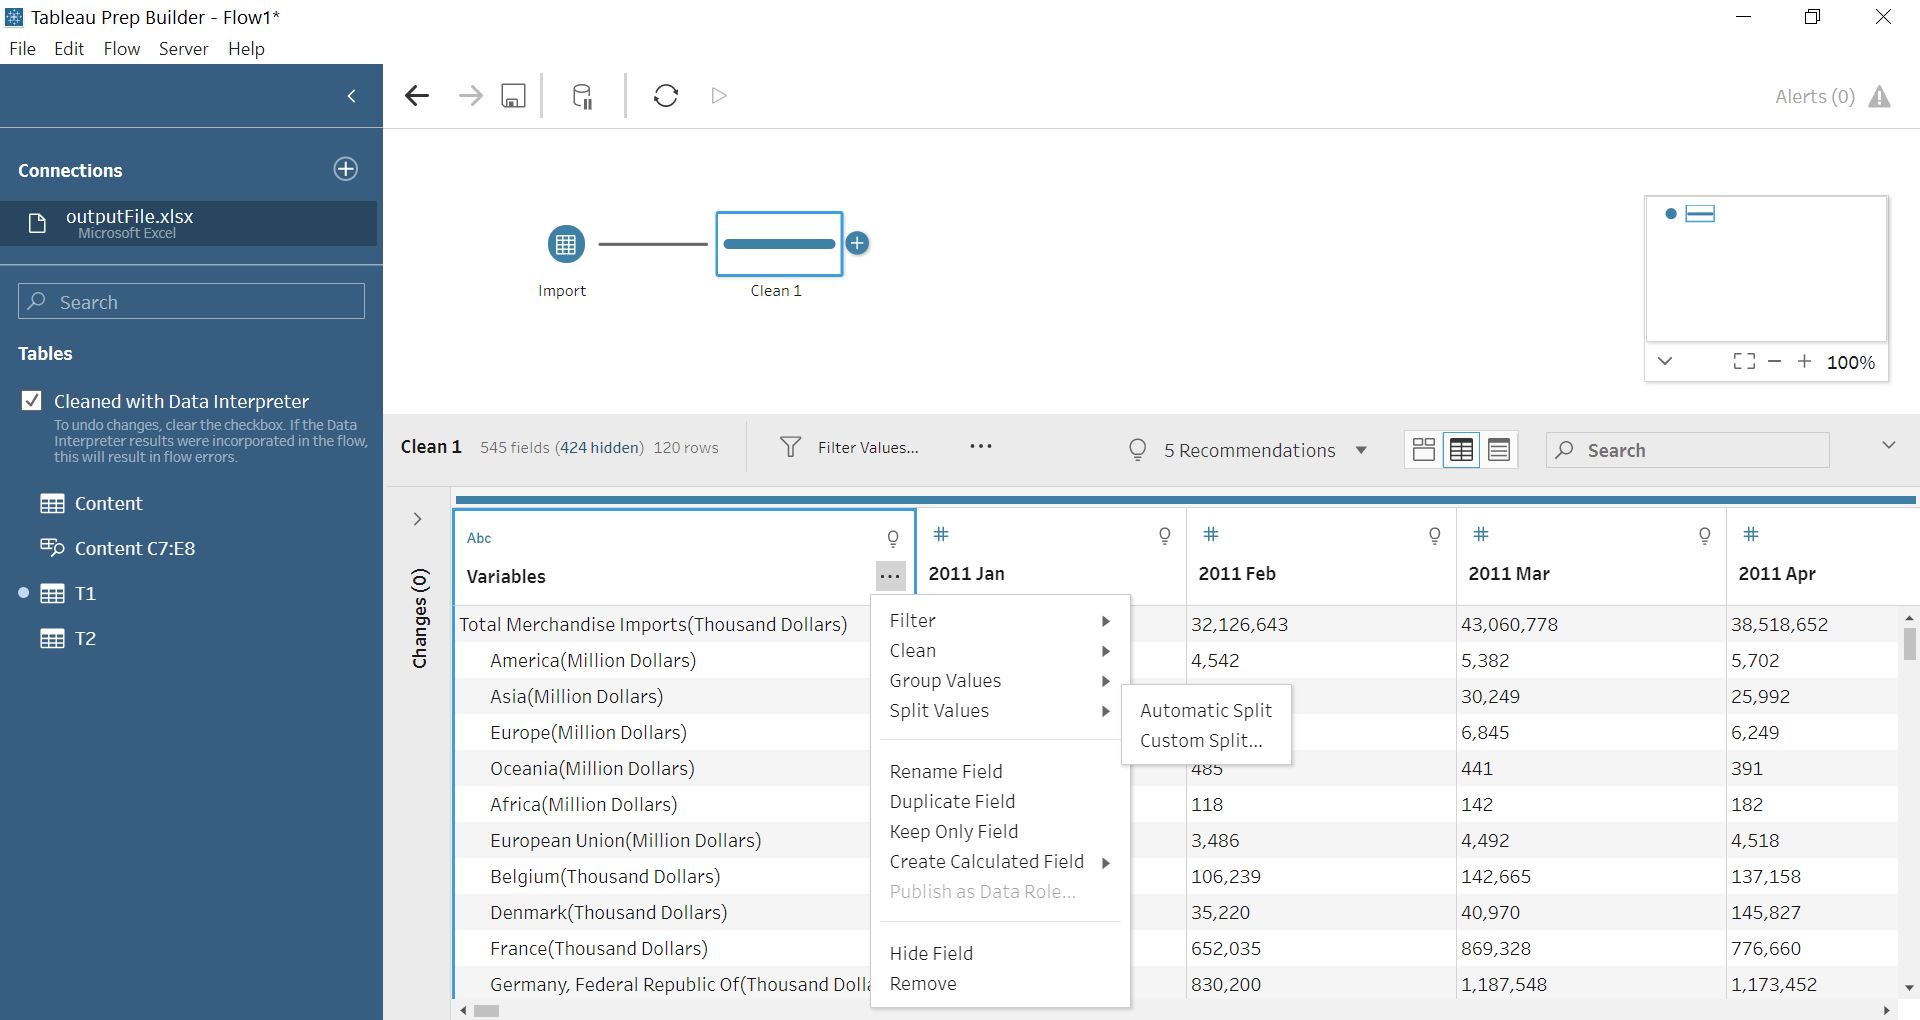 Tableau Prep Builder - Flow1*
File Edit Flow Server Help
Alerts (0)
Connections
outputFile.xlsx
Microsoft Excel
Search
Tables
Cleaned with Data Interpreter
To undo changes, clear the checkbox. If the Data
Interpreter results were incorporated in the flow,
this will result in flow errors.
Content
Content C7:E8
T1
T2
Import
Clean 1
100%
Clean 1 545 fields (424 hidden) 120 rows Filter Values... ... 5 Recommendations Search
Changes (0)
Abc # # # #
Variables ... 2011 Jan 2011 Feb 2011 Mar 2011 Apr
Total Merchandise Imports(Thousand Dollars) 32,126,643 43,060,778 38,518,652
America(Million Dollars) 4,542 5,382 5,702
Asia(Million Dollars) 30,249 25,992
Europe(Million Dollars) 6,845 6,249
Oceania(Million Dollars) 485 441 391
Africa(Million Dollars) 118 142 182
European Union(Million Dollars) 3,486 4,492 4,518
Belgium(Thousand Dollars) 106,239 142,665 137,158
Denmark(Thousand Dollars) 35,220 40,970 145,827
France(Thousand Dollars) 652,035 869,328 776,660
Germany, Federal Republic Of(Thousand Dolla 830,200 1,187,548 1,173,452
Filter
Clean
Group Values
Split Values
Automatic Split
Custom Split...
Rename Field
Duplicate Field
Keep Only Field
Create Calculated Field
Publish as Data Role...
Hide Field
Remove